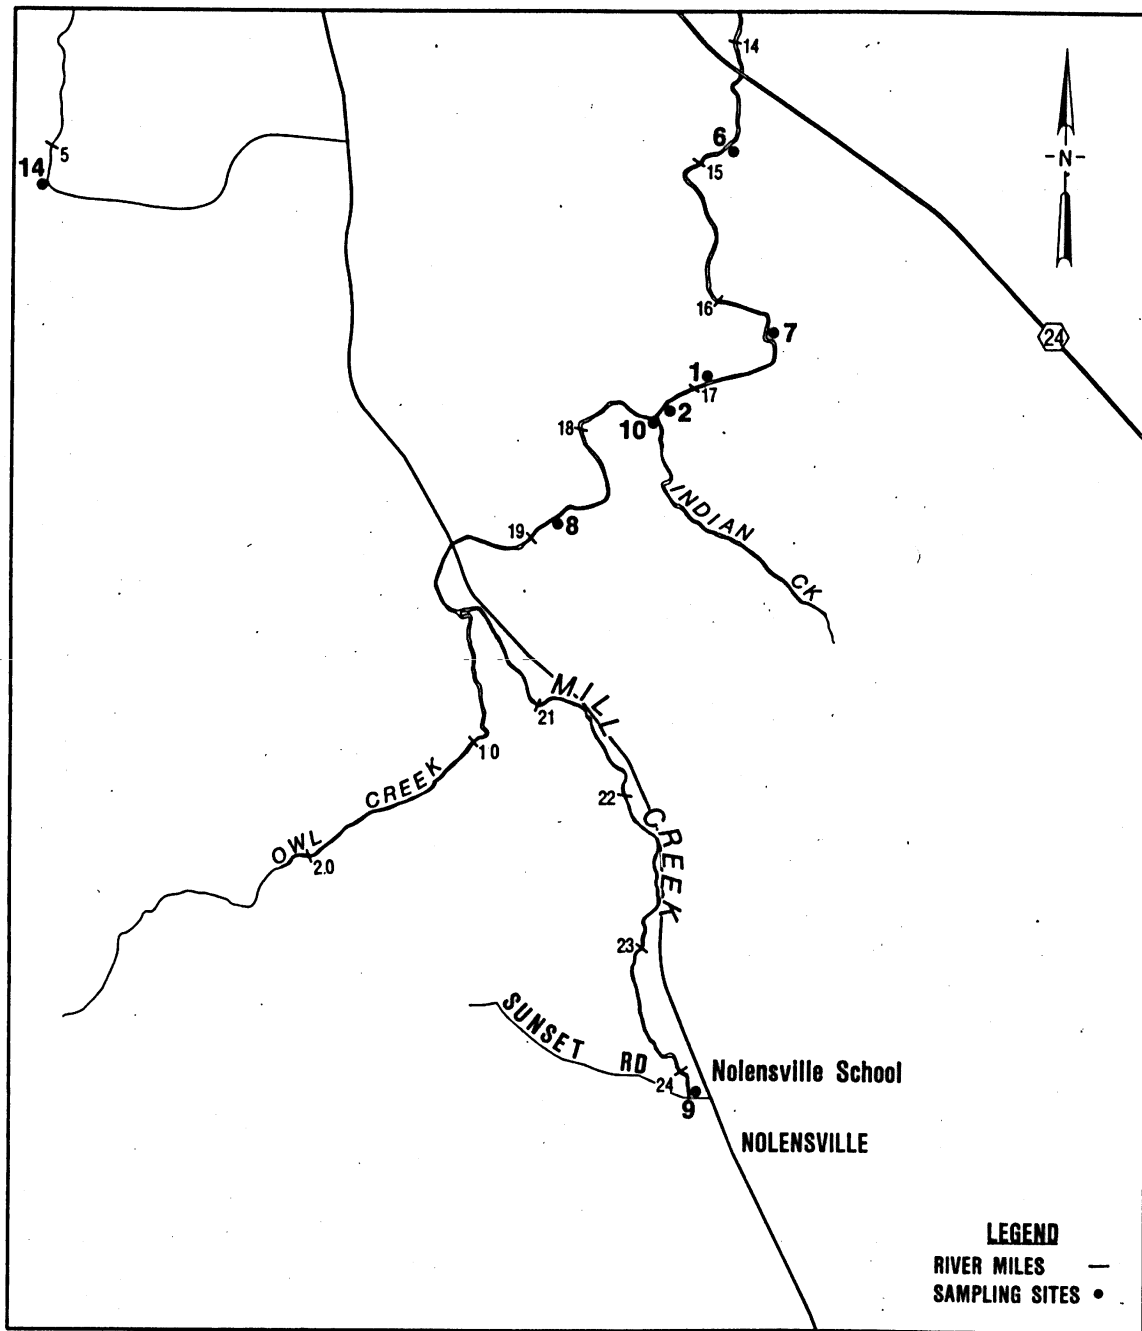 14
6
5
15
14
-N-
16
7
24
1
17
2
18
10
INDIAN CK
8
19
MILL CREEK
21
10
22
OWL CREEK
2.0
23
SUNSET RD
24
Nolensville School
9
NOLENSVILLE
LEGEND
RIVER MILES —
SAMPLING SITES •